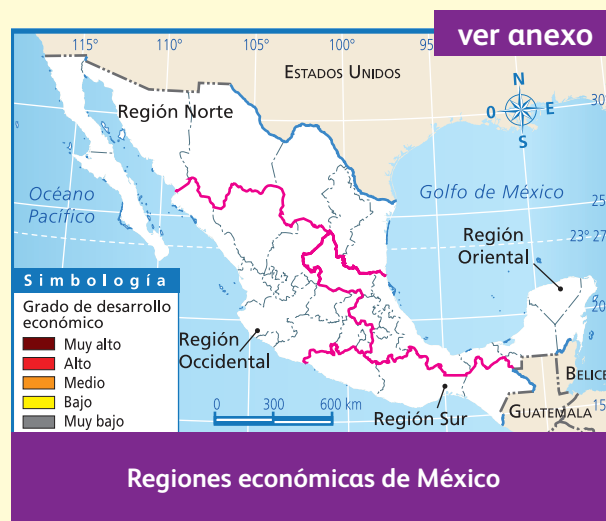 ver anexo
115°
110°
105°
100°
95
ESTADOS UNIDOS
Región Norte
N
O
E
S
30°
Océano
Pacífico
Golfo de México
25
23° 27
Región
Oriental
Simbología
Grado de desarrollo
económico
Muy alto
Alto
Medio
Bajo
Muy bajo
20
Región
Occidental
0 300 600 km
Región Sur
BELICE
GUATEMALA
15
Regiones económicas de México